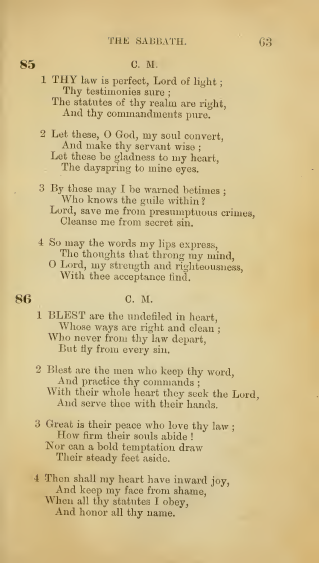 THE SABBATH. 63
85 C. M.
1 THY law is perfect, Lord of light ;
Thy testimonies sure ;
The statutes of thy realm are right,
And thy commandments pure.
2 Let these, O God, my soul convert,
And make thy servant wise ;
Let these be gladness to my heart,
The dayspring to mine eyes.
3 By these may I be warned betimes ;
Who knows the guile within?
Lord, save me from presumptuous crimes,
Cleanse me from secret sin.
4 So may the words my lips express,
The thoughts that throng my mind,
O Lord, my strength and righteousness,
With thee acceptance find.
86 C. M.
1 BLEST are the undefiled in heart,
Whose ways are right and clean ;
Who never from thy law depart,
But fly from every sin.
2 Blest are the men who keep thy word,
And practice thy commands ;
With their whole heart they seek the Lord,
And serve thee with their hands.
3 Great is their peace who love thy law ;
How firm their souls abide !
Nor can a bold temptation draw
Their steady feet aside.
4 Then shall my heart have inward joy,
And keep my face from shame,
When all thy statutes I obey,
And honor all thy name.